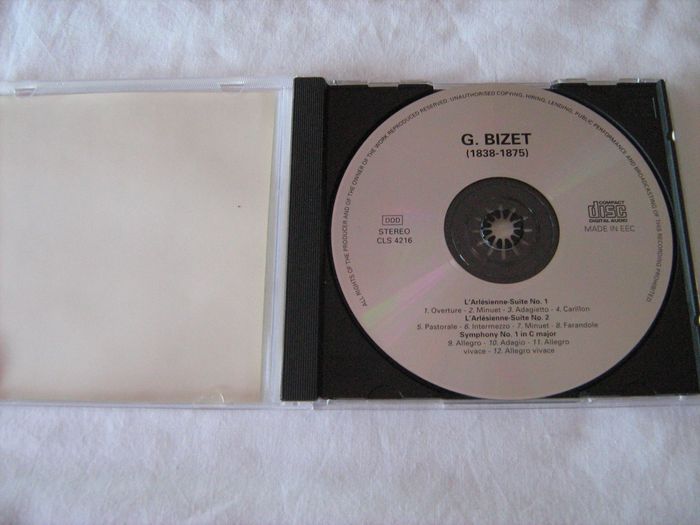 ALL RIGHTS OF THE PRODUCER AND OF THE OWNER OF THE WORK REPRODUCED RESERVED. UNAUTHORISED COPYING, HIRING, LENDING, PUBLIC PERFORMANCE AND BROADCASTING OF THIS RECORDING PROHIBITED
G. BIZET
(1838-1875)
DDD
STEREO
CLS 4216
COMPACT
disc
DIGITAL AUDIO
MADE IN EEC
L'Arlésienne-Suite No. 1
1. Overture - 2. Minuet - 3. Adagietto - 4. Carillon
L'Arlésienne-Suite No. 2
5. Pastorale - 6. Intermezzo - 7. Minuet - 8. Farandole
Symphony No. 1 in C major
9. Allegro - 10. Adagio - 11. Allegro
vivace - 12. Allegro vivace